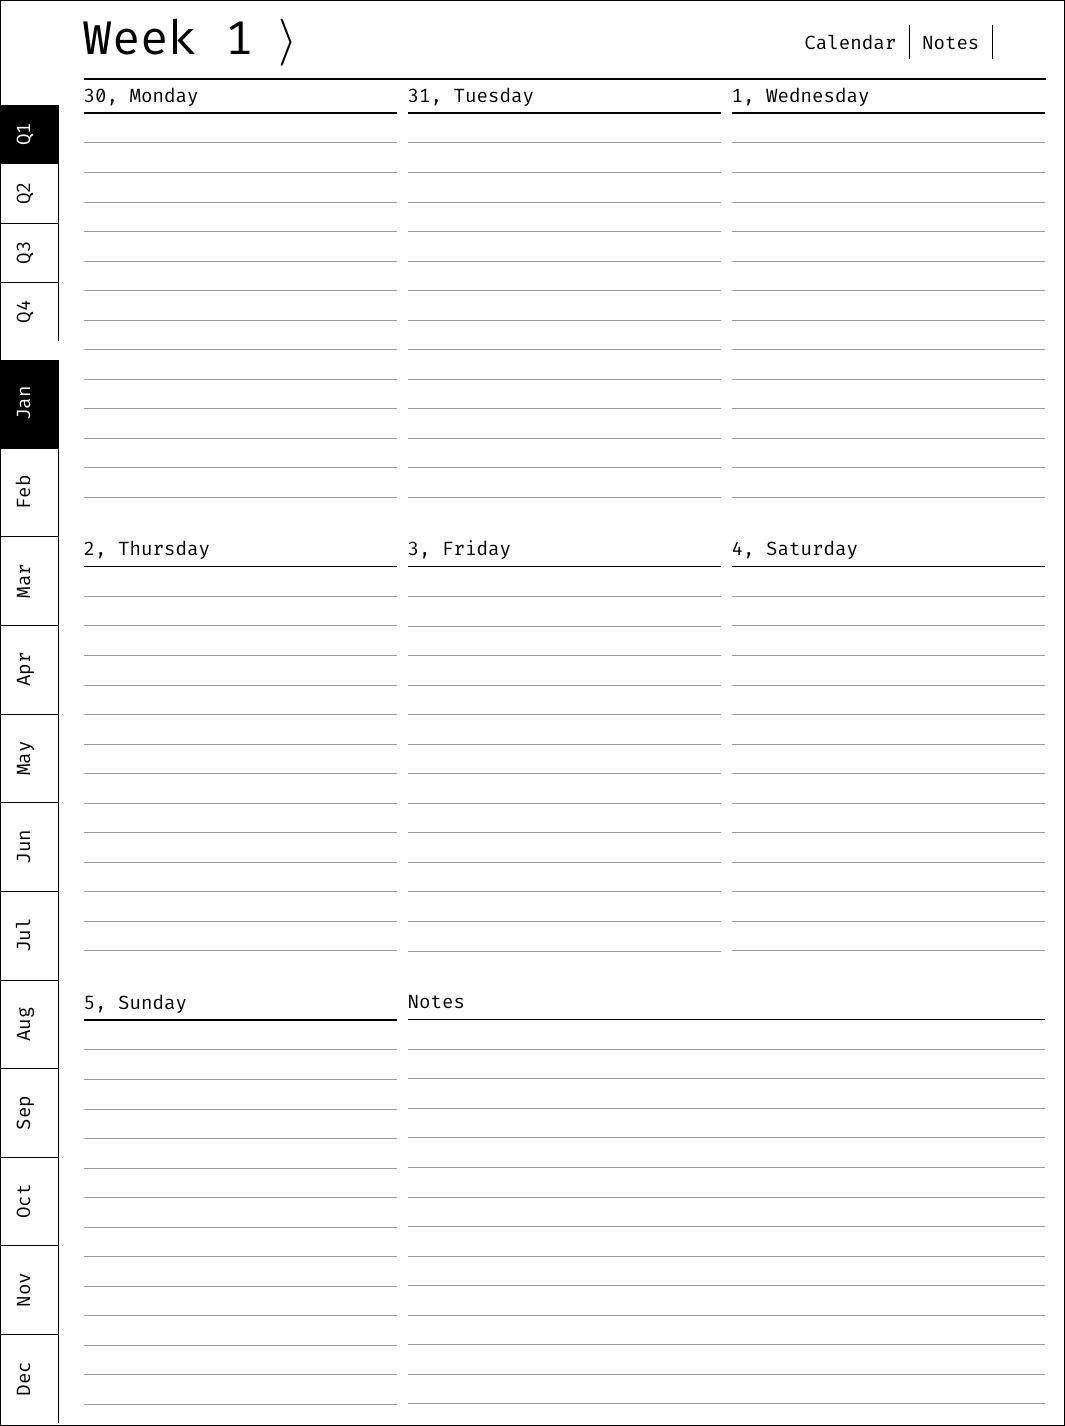 Week 1 〉
Calendar
Notes
30, Monday
31, Tuesday
1, Wednesday
2, Thursday
3, Friday
4, Saturday
5, Sunday
Notes
Q1
Q2
Q3
Q4
Jan
Feb
Mar
Apr
May
Jun
Jul
Aug
Sep
Oct
Nov
Dec